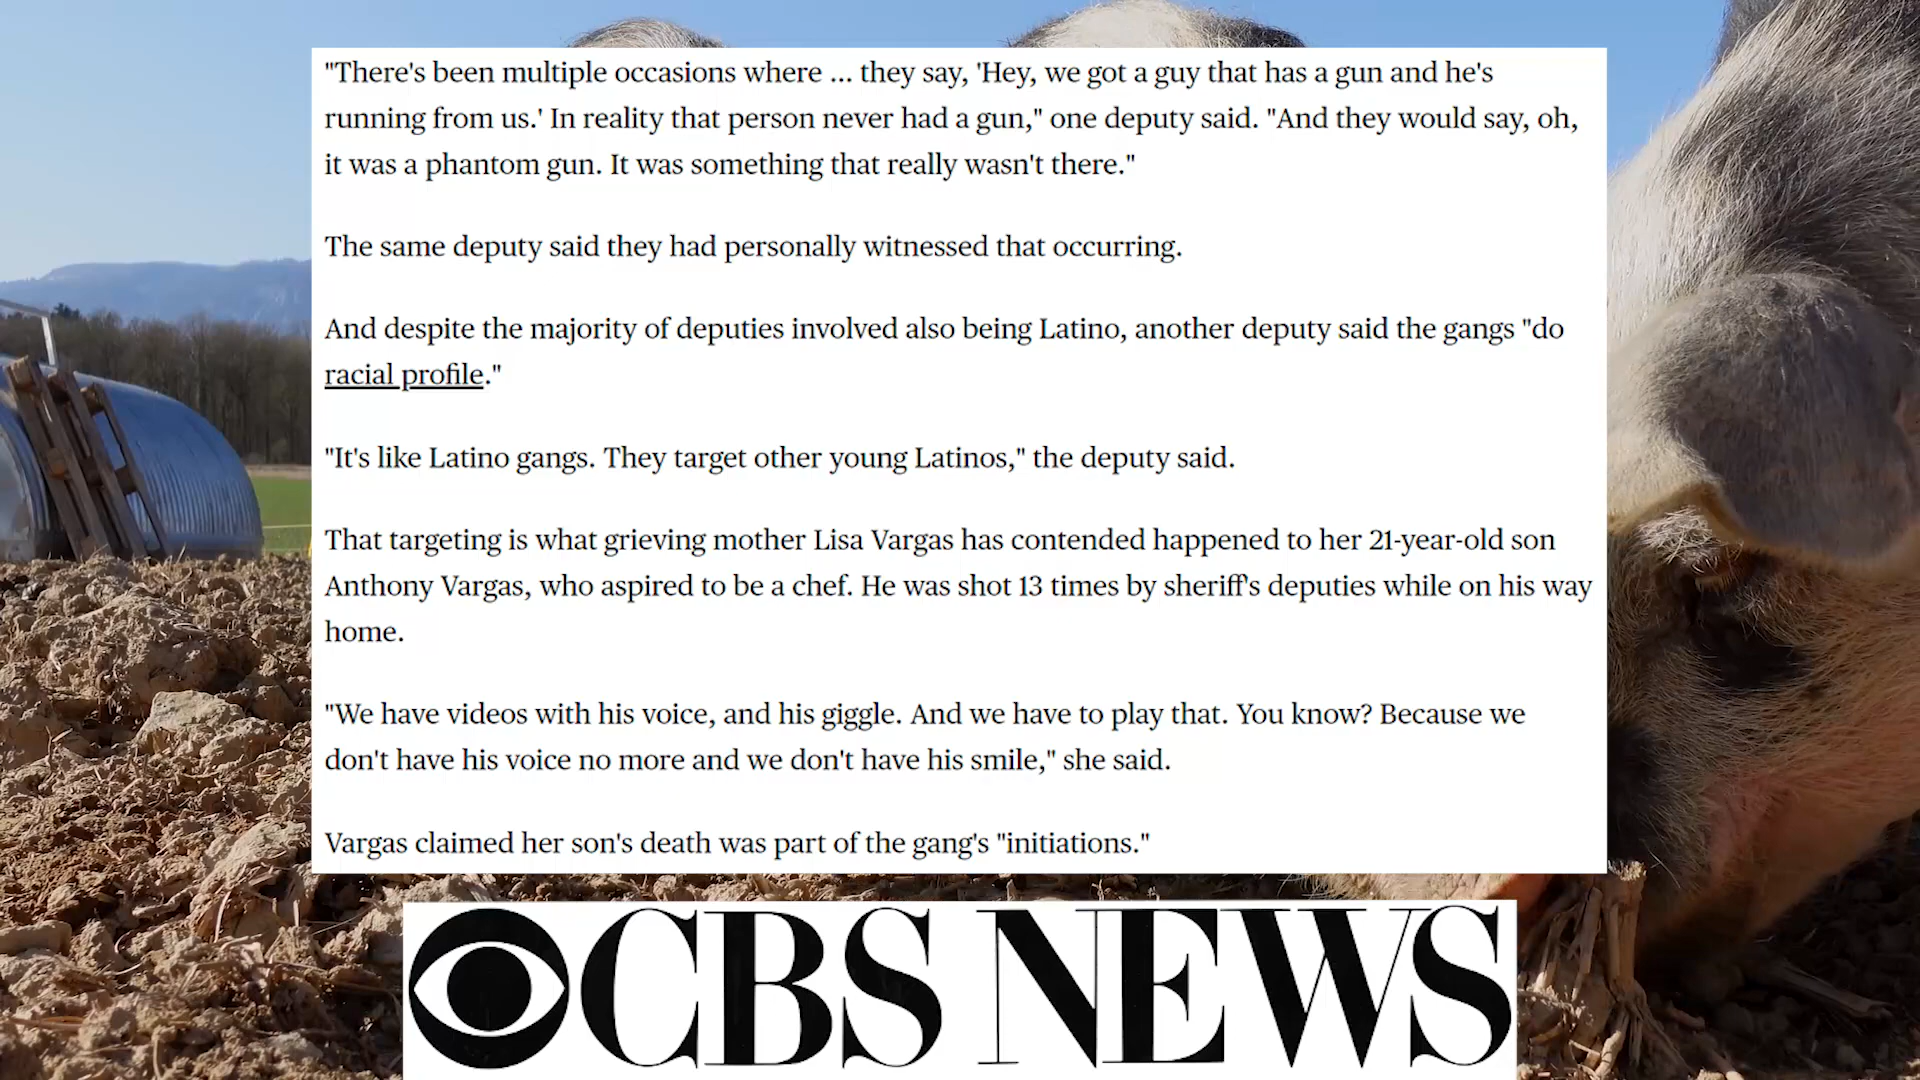 "There's been multiple occasions where ... they say, 'Hey, we got a guy that has a gun and he's
running from us.' In reality that person never had a gun," one deputy said. "And they would say, oh,
it was a phantom gun. It was something that really wasn't there."
The same deputy said they had personally witnessed that occurring.
And despite the majority of deputies involved also being Latino, another deputy said the gangs "do
racial profile."
"It's like Latino gangs. They target other young Latinos," the deputy said.
That targeting is what grieving mother Lisa Vargas has contended happened to her 21-year-old son
Anthony Vargas, who aspired to be a chef. He was shot 13 times by sheriff's deputies while on his way
home.
"We have videos with his voice, and his giggle. And we have to play that. You know? Because we
don't have his voice no more and we don't have his smile," she said.
Vargas claimed her son's death was part of the gang's "initiations."
CBS NEWS